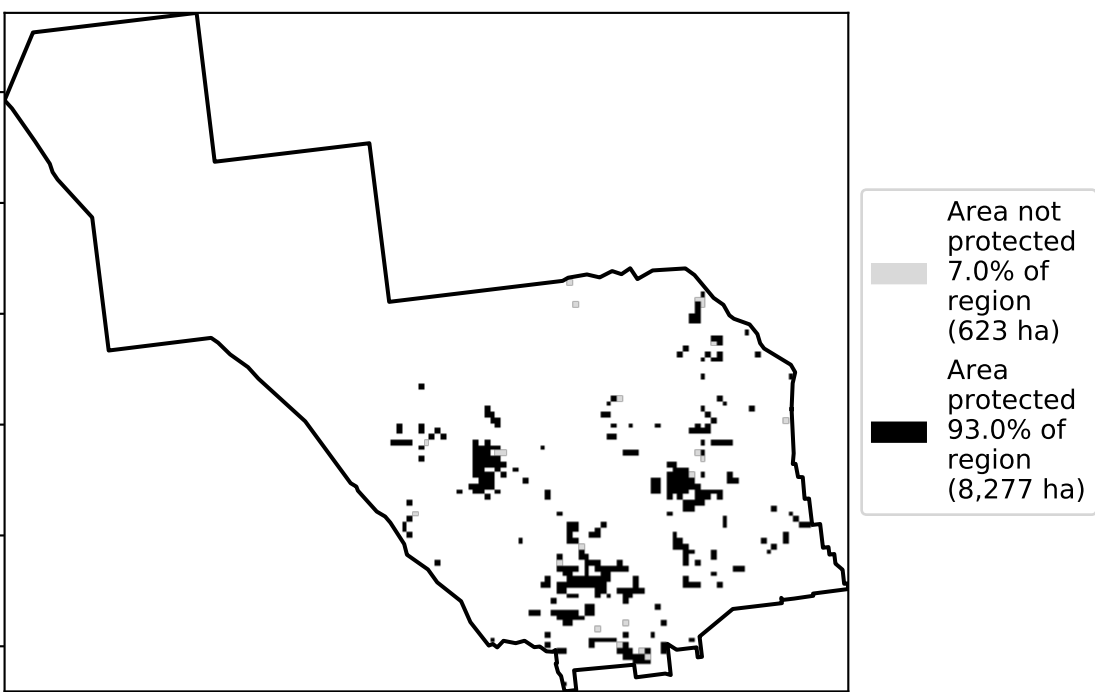 Area not
protected
7.0% of
region
(623 ha)
Area
protected
93.0% of
region
(8,277 ha)